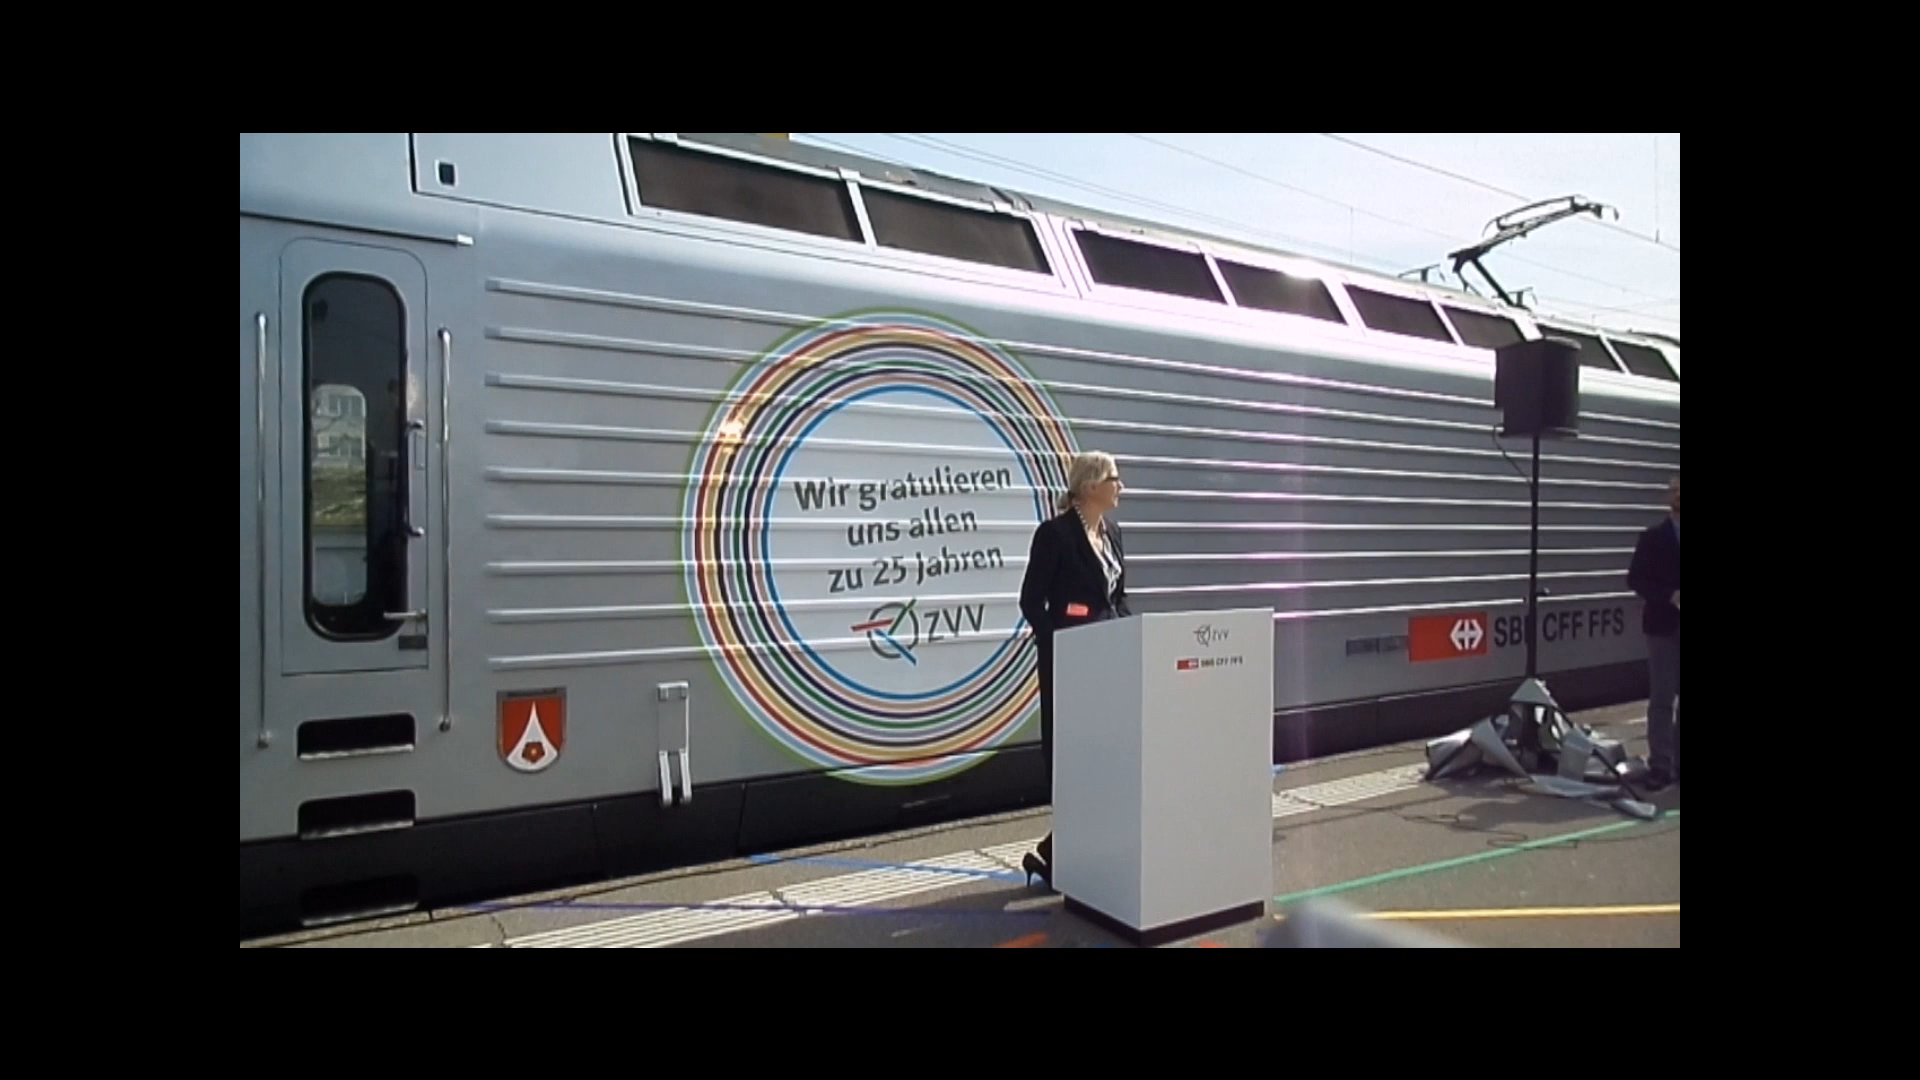 Wir gratulieren
uns allen
zu 25 Jahren
ZVV
ZVV
SBB CFF FFS
SBB CFF FFS